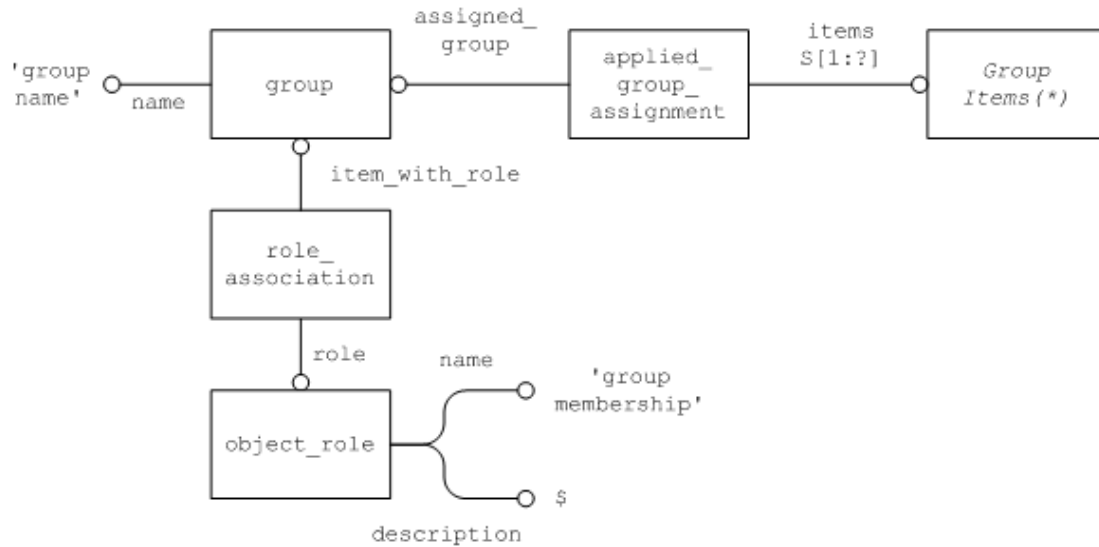 assigned_
group
items
S[1:?]
'group
name'
name
group
applied_
group_
assignment
Group
Items(*)
item_with_role
role_
association
role
name
'group
membership'
object_role
$
description